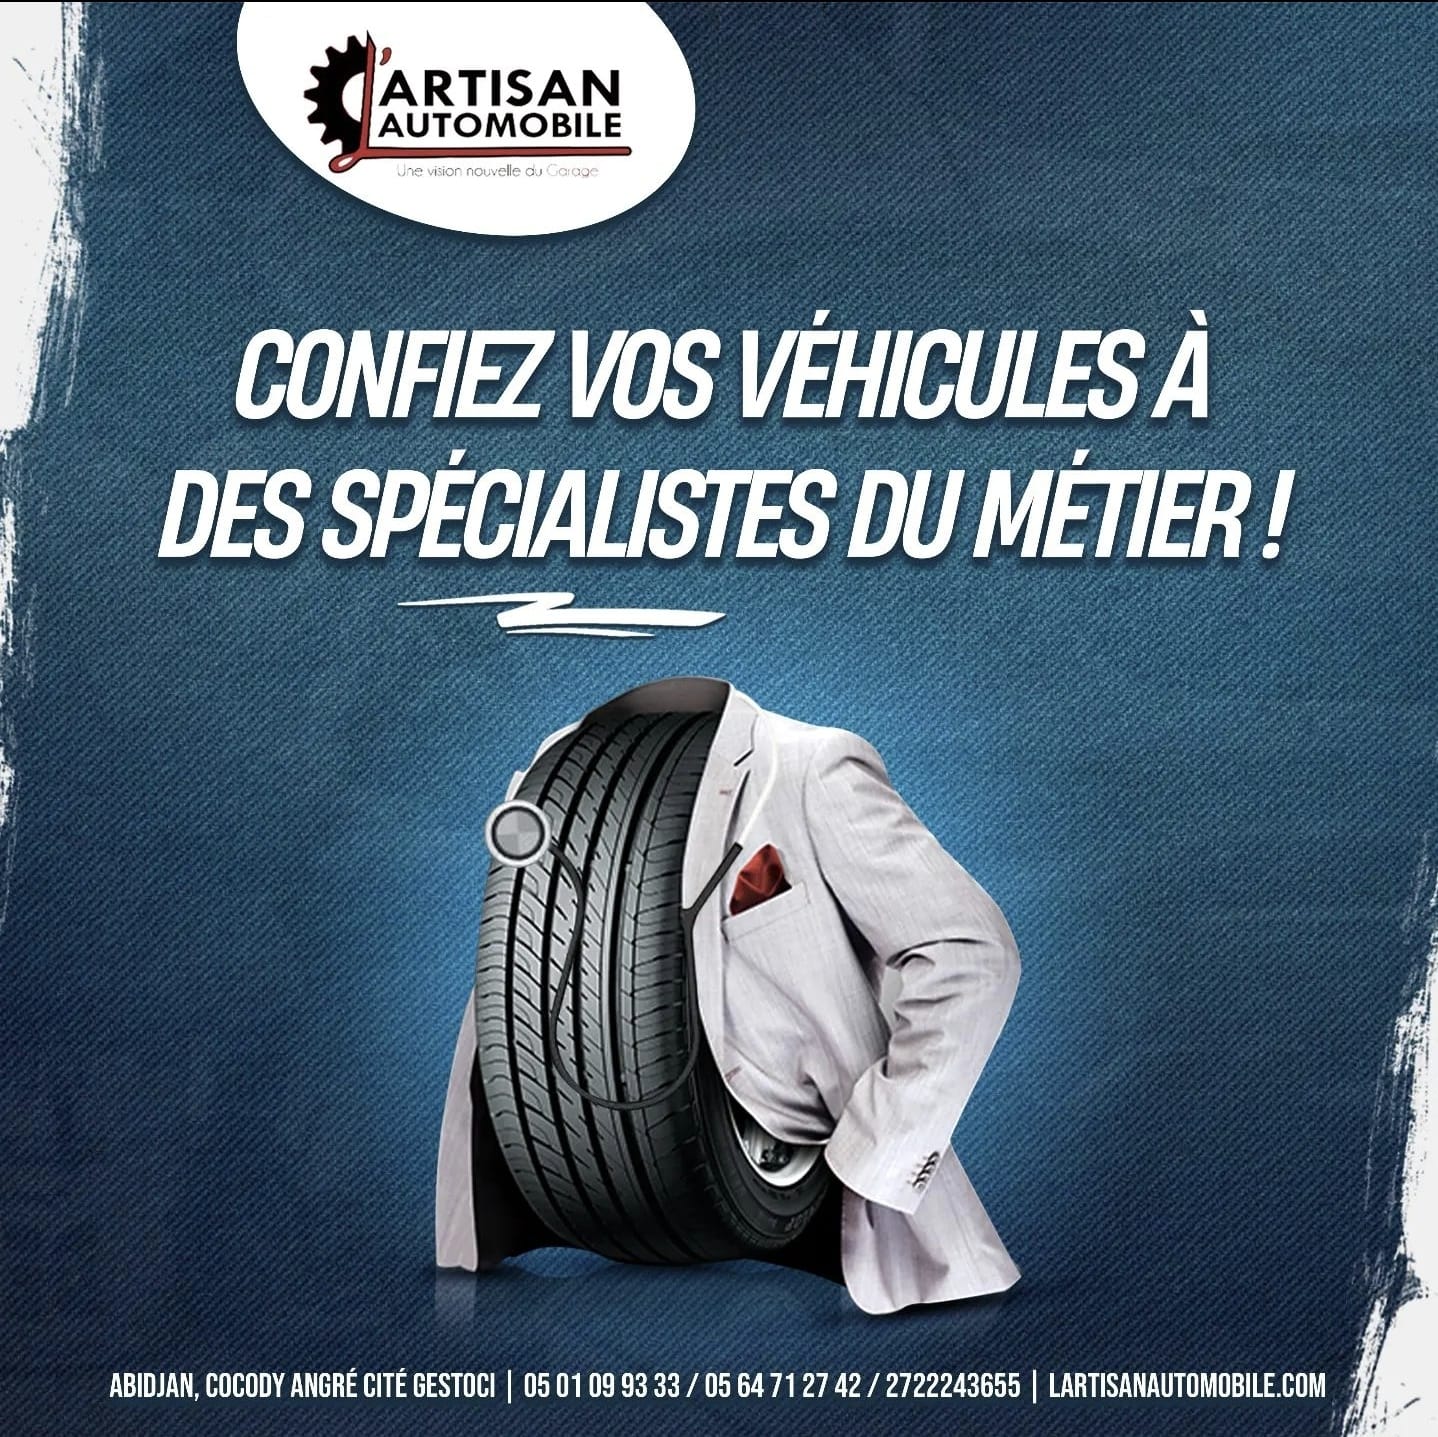 L'ARTISAN
AUTOMOBILE
Une vision nouvelle du Garage
CONFIEZ VOS VÉHICULES À
DES SPÉCIALISTES DU MÉTIER !
ABIDJAN, COCODY ANGRÉ CITÉ GESTOCI | 05 01 09 93 33 / 05 64 71 27 42 / 2722243655 | LARTISANAUTOMOBILE.COM